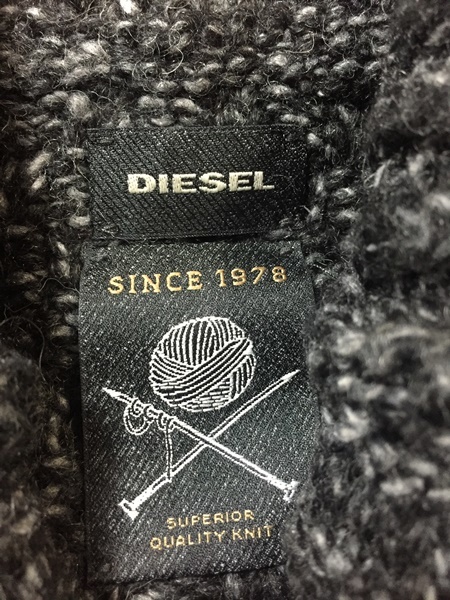 DIESEL
SINCE 1978
SUPERIOR
QUALITY KNIT